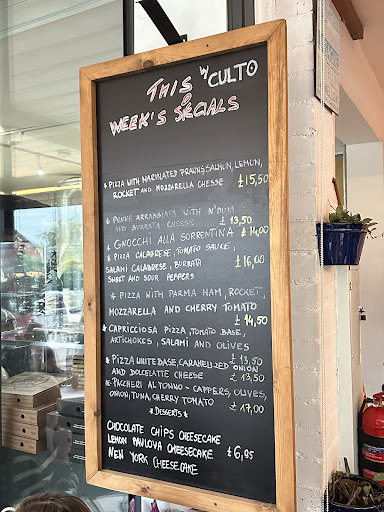 THIS by CULTO
WEEK'S SPECIALS
* PIZZA WITH MARINATED PRAWNS, SALMON, LEMON,
ROCKET AND MOZZARELLA CHEESE £15,50
* PENNE ARRABBIATA WITH N'DUJA
AND BURRATA CHEESE £ 13,50
* GNOCCHI ALLA SORRENTINA £ 14,00
* PIZZA CALABRESE, TOMATO SAUCE,
SALAMI CALABRESE, BURRATA £ 16,00
SWEET AND SOUR PEPPERS
* PIZZA WITH PARMA HAM, ROCKET,
MOZZARELLA AND CHERRY TOMATO
£ 14,50
* CAPRICCIOSA PIZZA, TOMATO BASE,
ARTICHOKES, SALAMI AND OLIVES
£ 13,50
* PIZZA WHITE BASE, CARAMELIZED ONION
AND DOLCELATTE CHEESE £ 13,50
* PACCHERI AL TONNO - CAPPERS, OLIVES,
ONION, TUNA, CHERRY TOMATO
£ 17,00
* DESSERTS *
CHOCOLATE CHIPS CHEESECAKE
LEMON PAVLOVA CHEESECAKE £ 6,95
NEW YORK CHEESECAKE